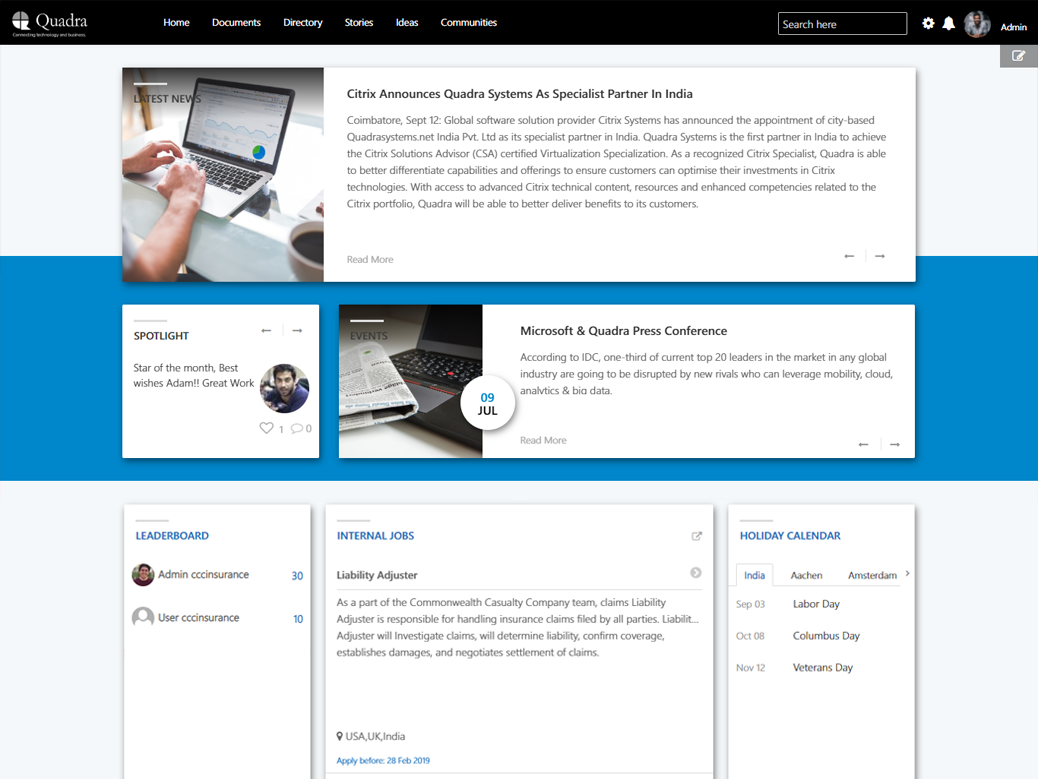 Quadra
Connecting technology and business.
Home Documents Directory Stories Ideas Communities
Search here
Admin
LATEST NEWS
Citrix Announces Quadra Systems As Specialist Partner In India
Coimbatore, Sept 12: Global software solution provider Citrix Systems has announced the appointment of city-based
Quadrasystems.net India Pvt. Ltd as its specialist partner in India. Quadra Systems is the first partner in India to achieve
the Citrix Solutions Advisor (CSA) certified Virtualization Specialization. As a recognized Citrix Specialist, Quadra is able
to better differentiate capabilities and offerings to ensure customers can optimise their investments in Citrix
technologies. With access to advanced Citrix technical content, resources and enhanced competencies related to the
Citrix portfolio, Quadra will be able to better deliver benefits to its customers.
Read More
SPOTLIGHT
Star of the month, Best
wishes Adam!! Great Work
1 0
EVENTS
09
JUL
Microsoft & Quadra Press Conference
According to IDC, one-third of current top 20 leaders in the market in any global
industry are going to be disrupted by new rivals who can leverage mobility, cloud,
analytics & big data.
Read More
LEADERBOARD
Admin cccinsurance 30
User cccinsurance 10
INTERNAL JOBS
Liability Adjuster
As a part of the Commonwealth Casualty Company team, claims Liability
Adjuster is responsible for handling insurance claims filed by all parties. Liabilit...
Adjuster will Investigate claims, will determine liability, confirm coverage,
establishes damages, and negotiates settlement of claims.
USA,UK,India
Apply before: 28 Feb 2019
HOLIDAY CALENDAR
India Aachen Amsterdam
Sep 03 Labor Day
Oct 08 Columbus Day
Nov 12 Veterans Day